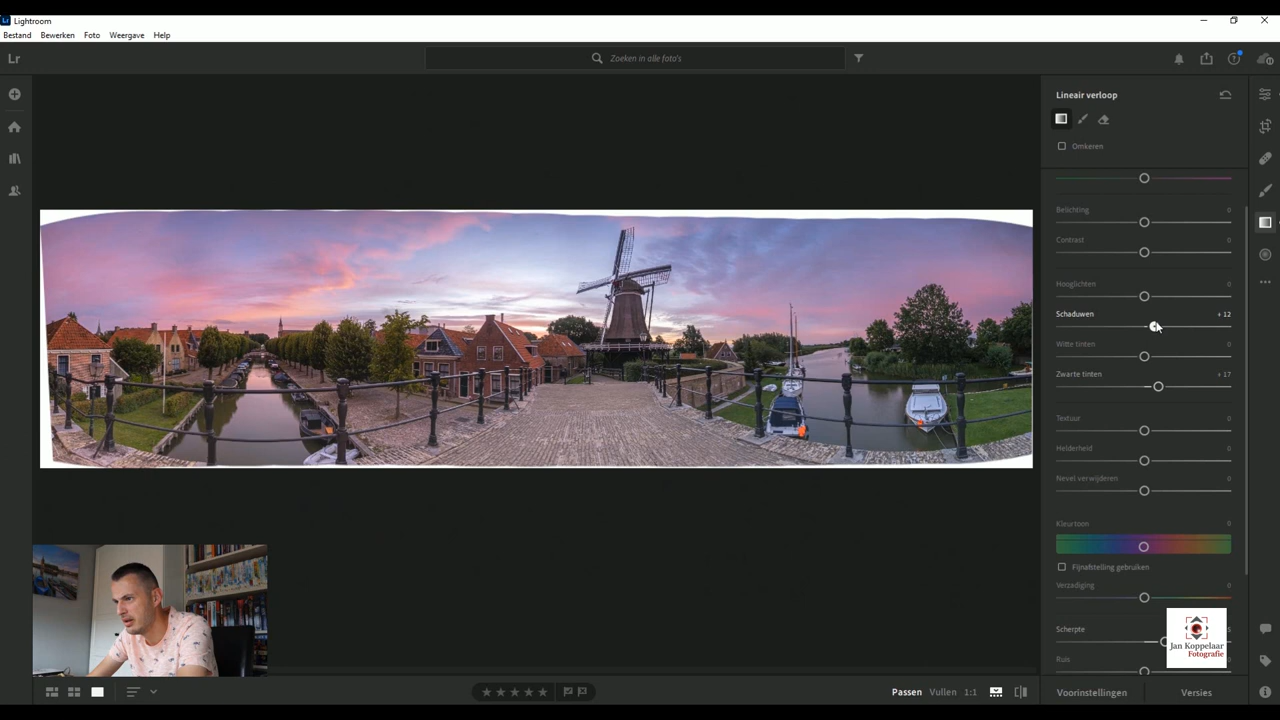 Lr Lightroom
Bestand Bewerken Foto Weergave Help
Lr
Zoeken in alle foto's
Lineair verloop
Omkeren
Belichting 0
Contrast 0
Hooglichten 0
Schaduwen + 12
Witte tinten 0
Zwarte tinten + 17
Textuur 0
Helderheid 0
Nevel verwijderen 0
Kleurtoon 0
Fijnafstelling gebruiken
Verzadiging 0
Scherpte 5
Ruis
Jan Koppelaar
Fotografie
Passen Vullen 1:1
Voorinstellingen Versies